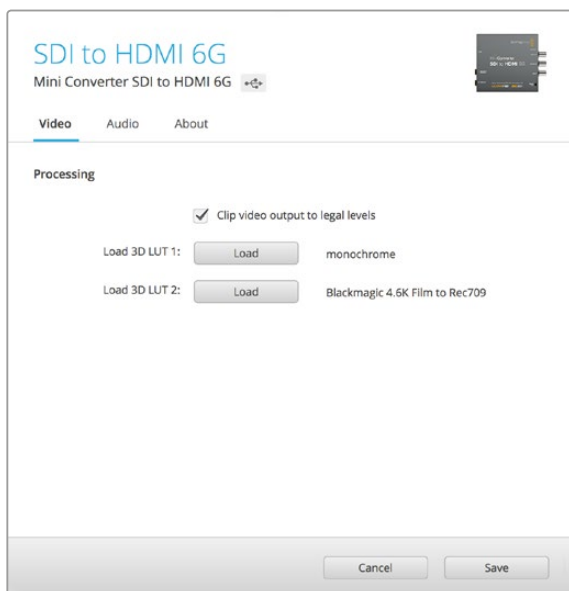 SDI to HDMI 6G
Mini Converter SDI to HDMI 6G
Video Audio About
Processing
Clip video output to legal levels
Load 3D LUT 1: Load monochrome
Load 3D LUT 2: Load Blackmagic 4.6K Film to Rec709
Cancel Save